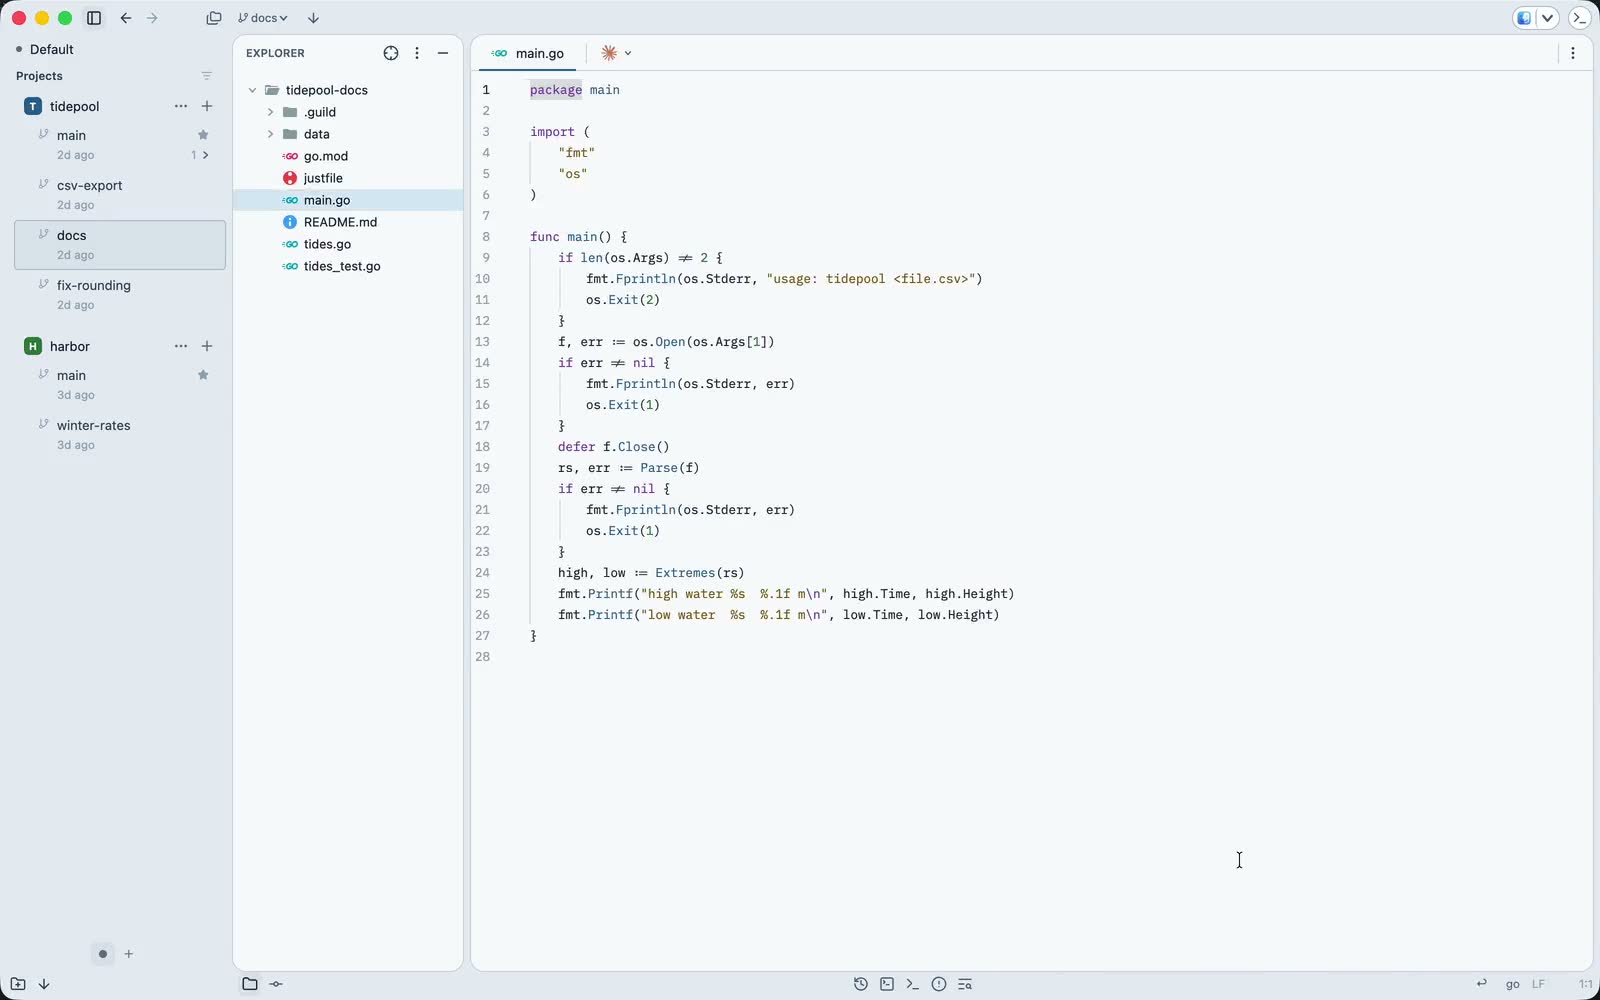 docs
Default
Projects
T tidepool
main
2d ago 1
csv-export
2d ago
docs
2d ago
fix-rounding
2d ago
H harbor
main
3d ago
winter-rates
3d ago
EXPLORER
tidepool-docs
.guild
data
GO go.mod
justfile
GO main.go
README.md
GO tides.go
GO tides_test.go
GO main.go
1 package main
2
3 import (
4 "fmt"
5 "os"
6 )
7
8 func main() {
9 if len(os.Args) ≠ 2 {
10 fmt.Fprintln(os.Stderr, "usage: tidepool <file.csv>")
11 os.Exit(2)
12 }
13 f, err := os.Open(os.Args[1])
14 if err ≠ nil {
15 fmt.Fprintln(os.Stderr, err)
16 os.Exit(1)
17 }
18 defer f.Close()
19 rs, err := Parse(f)
20 if err ≠ nil {
21 fmt.Fprintln(os.Stderr, err)
22 os.Exit(1)
23 }
24 high, low := Extremes(rs)
25 fmt.Printf("high water %s  %.1f m\n", high.Time, high.Height)
26 fmt.Printf("low water  %s  %.1f m\n", low.Time, low.Height)
27 }
28
go LF 1:1